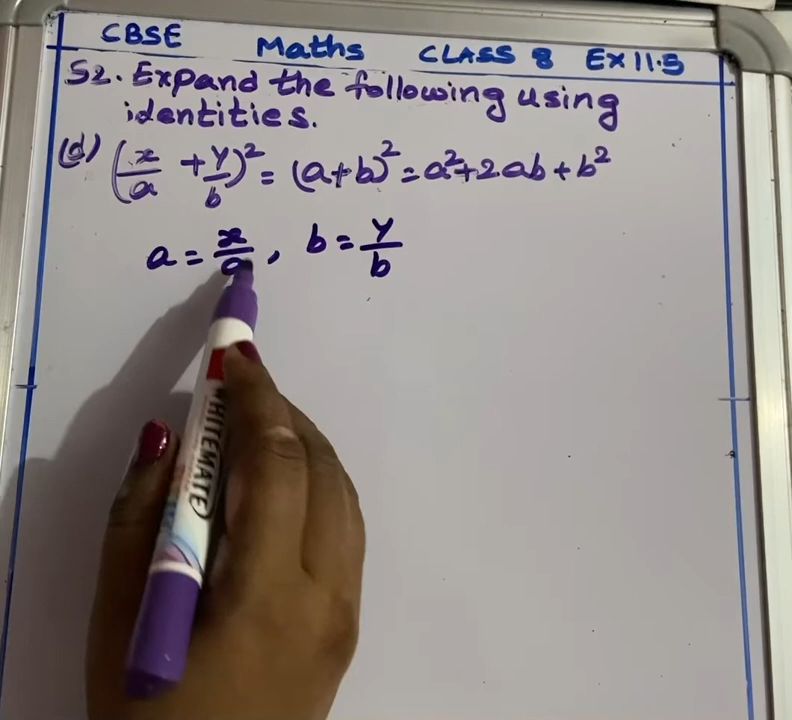 CBSE Maths CLASS 8 EX 11.5
S2. Expand the following using
identities.
(d) (x/a + y/b)² = (a+b)² = a²+2ab+b²
a = x/a, b = y/b
WHITEMATE